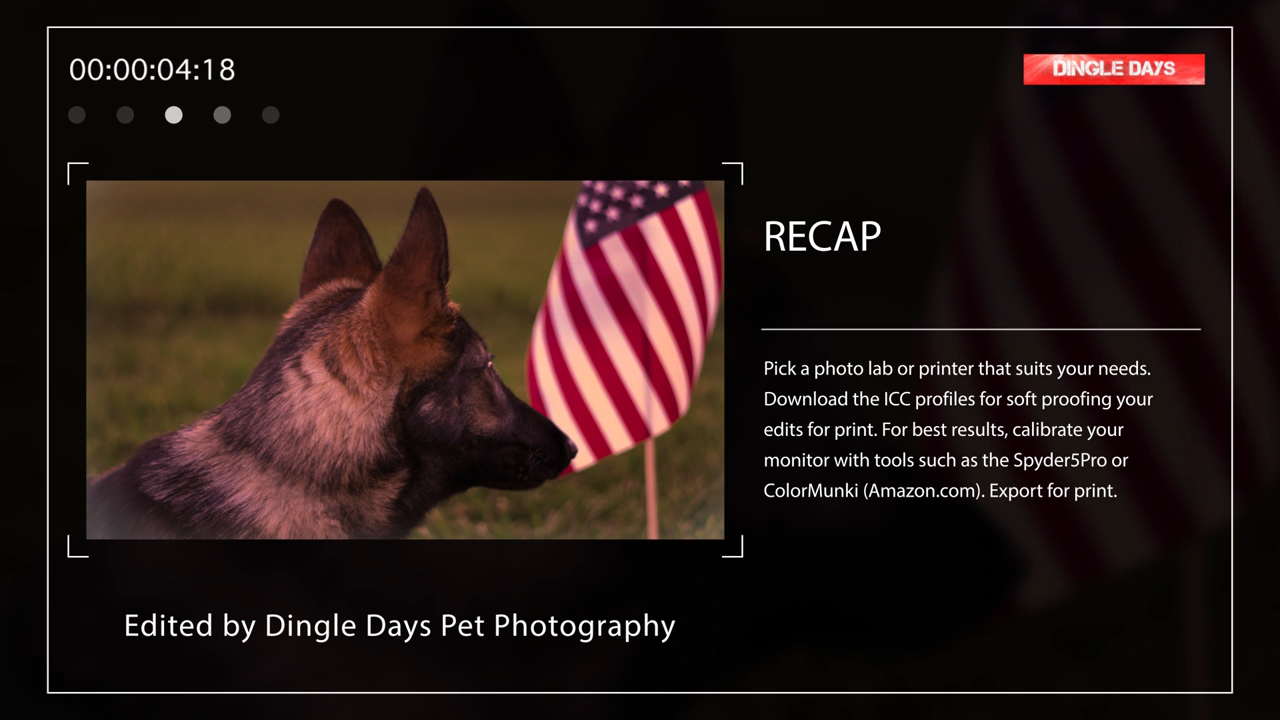 00:00:04:18
DINGLE DAYS
RECAP
Pick a photo lab or printer that suits your needs.
Download the ICC profiles for soft proofing your
edits for print. For best results, calibrate your
monitor with tools such as the Spyder5Pro or
ColorMunki (Amazon.com). Export for print.
Edited by Dingle Days Pet Photography